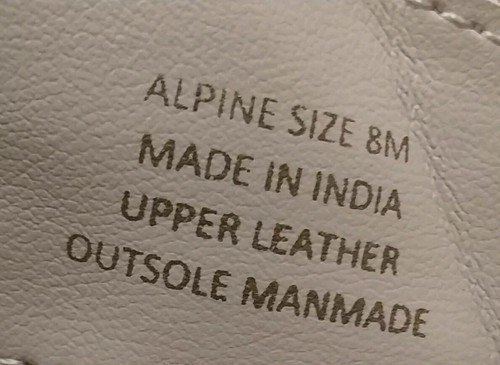 ALPINE SIZE 8M
MADE IN INDIA
UPPER LEATHER
OUTSOLE MANMADE